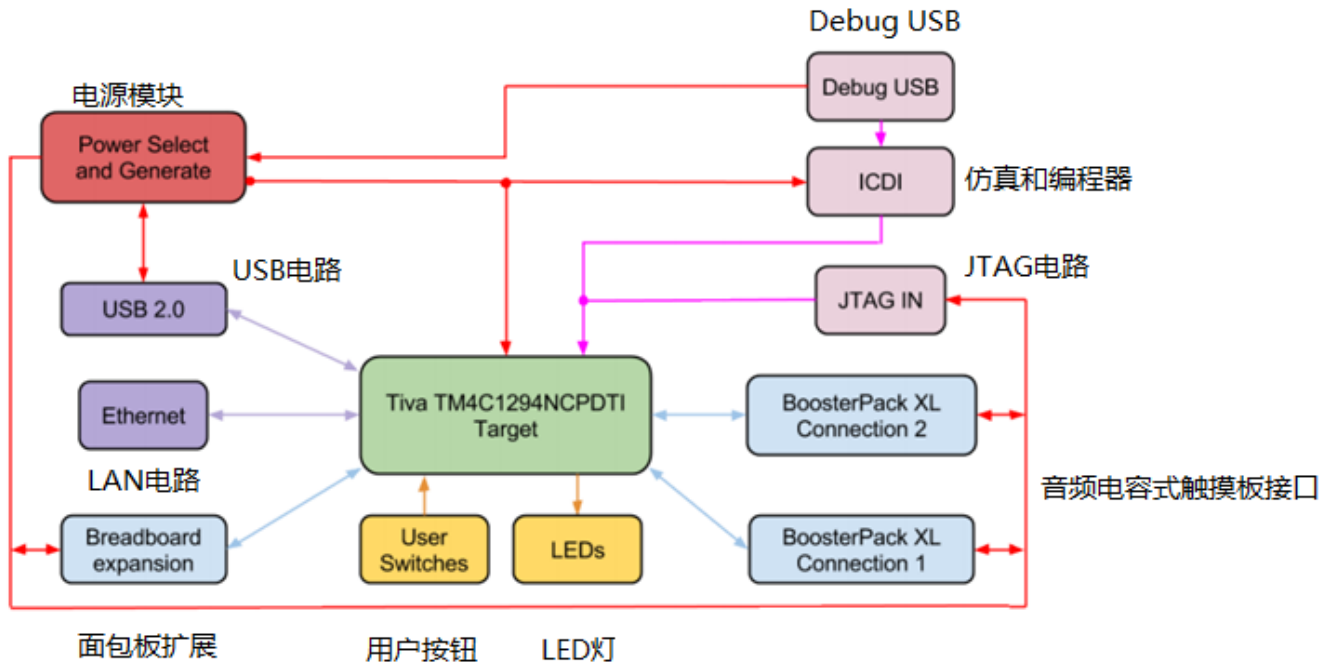 Debug USB
Debug USB
电源模块
Power Select
and Generate
ICDI
仿真和编程器
USB电路
JTAG电路
USB 2.0
JTAG IN
Tiva TM4C1294NCPDTI
Target
Ethernet
BoosterPack XL
Connection 2
LAN电路
音频电容式触摸板接口
Breadboard
expansion
User
Switches
LEDs
BoosterPack XL
Connection 1
面包板扩展
用户按钮
LED灯